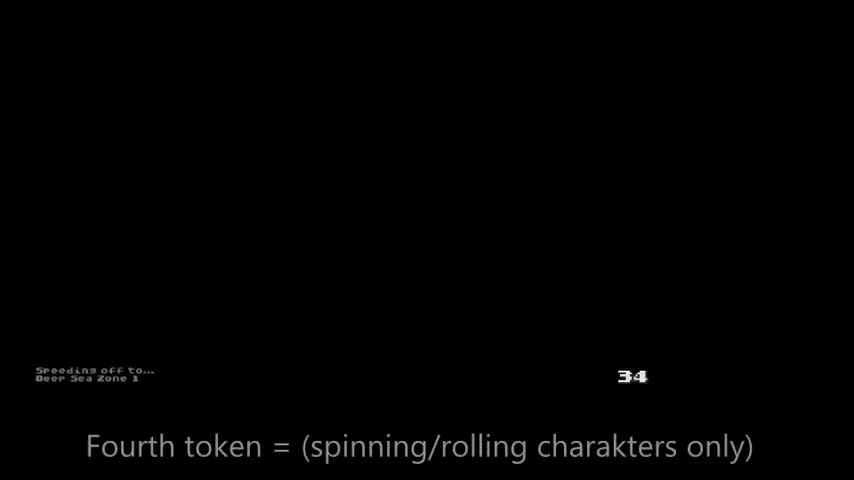 Speeding off to...
Deep Sea Zone 1
34
Fourth token = (spinning/rolling charakters only)